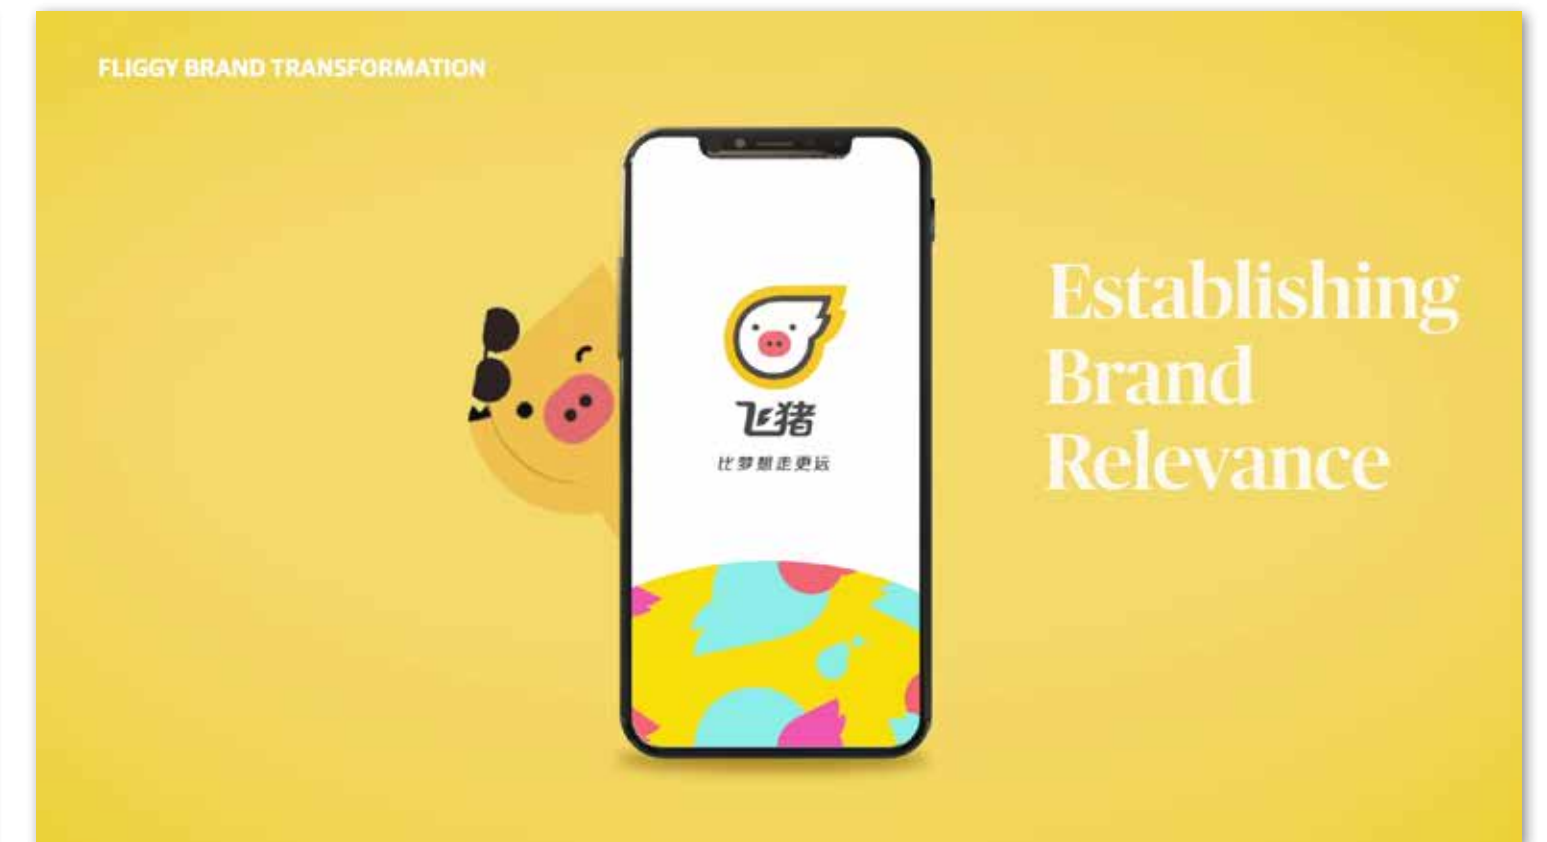 FLIGGY BRAND TRANSFORMATION
飞猪
比梦想走更远
Establishing
Brand
Relevance